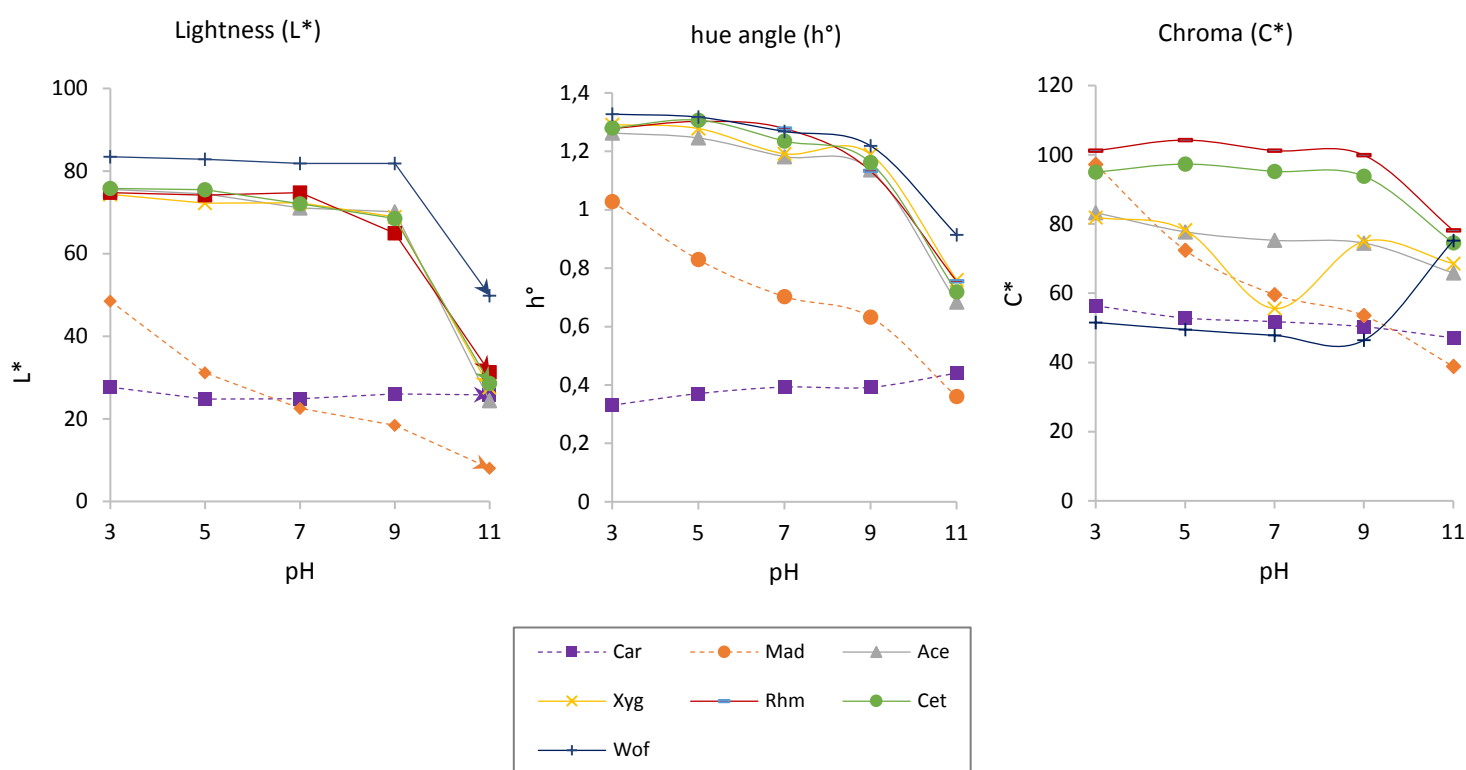 Lightness (L*)
100
80
60
40
20
0
L*
3 5 7 9 11
pH
hue angle (h°)
1,4
1,2
1
0,8
0,6
0,4
0,2
0
h°
3 5 7 9 11
pH
Chroma (C*)
120
100
80
60
40
20
0
C*
3 5 7 9 11
pH
Car Mad Ace
Xyg Rhm Cet
Wof